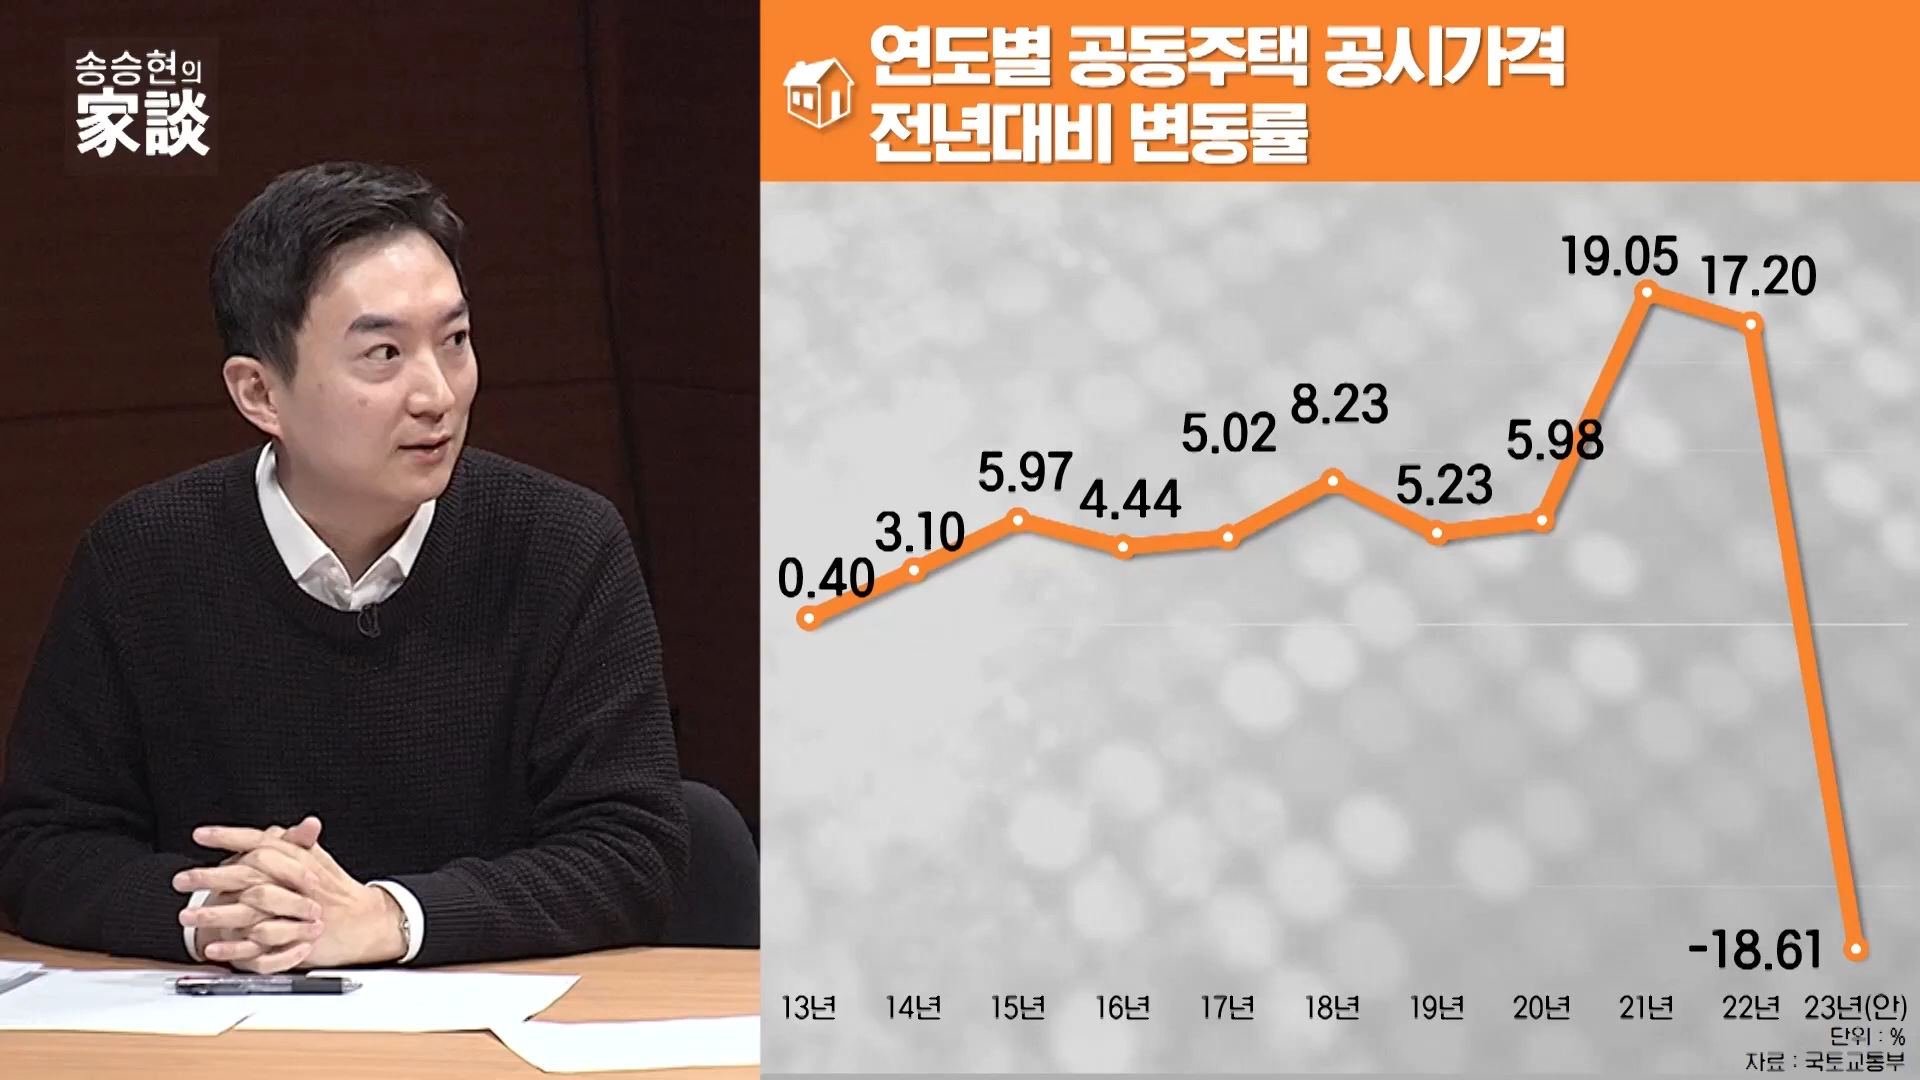 송승현의
家談
연도별 공동주택 공시가격
전년대비 변동률
0.40
3.10
5.97
4.44
5.02
8.23
5.23
5.98
19.05
17.20
-18.61
13년 14년 15년 16년 17년 18년 19년 20년 21년 22년 23년(안)
단위 : %
자료 : 국토교통부